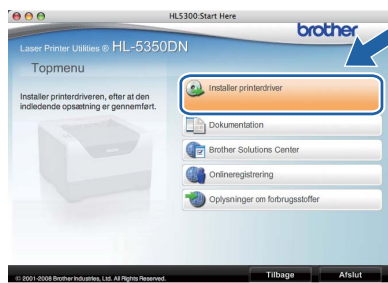 HL5300:Start Here
brother
Laser Printer Utilities ® HL-5350DN
Topmenu
Installer printerdriveren, efter at den
indledende opsætning er gennemført.
Installer printerdriver
Dokumentation
Brother Solutions Center
Onlineregistrering
Oplysninger om forbrugsstoffer
© 2001-2008 Brother Industries, Ltd. All Rights Reserved.
Tilbage
Afslut